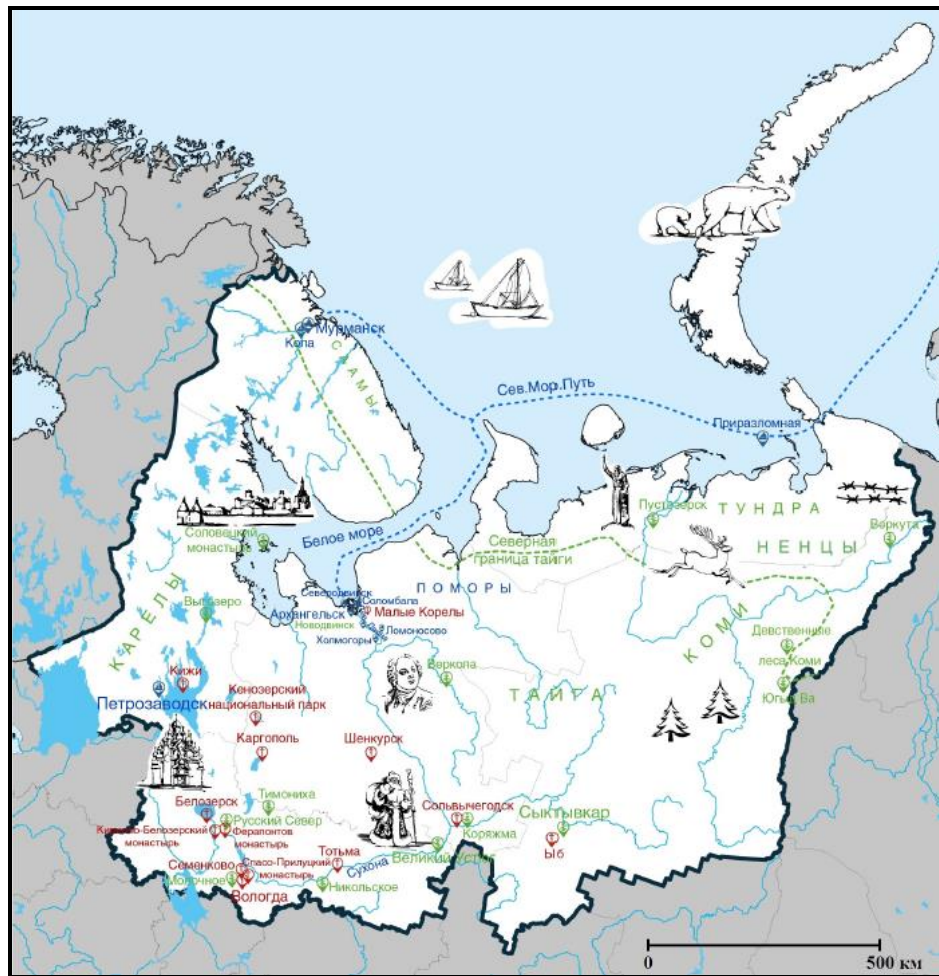 Мурманск
Кола
СААМЫ
Сев.Мор.Путь
Приразломная
Пустозерск
ТУНДРА
Воркута
НЕНЦЫ
Соловецкий
монастырь
Белое море
Северная
граница тайги
ПОМОРЫ
Северодвинск
Соломбала
Архангельск
Малые Корелы
Новодвинск
Холмогоры
Ломоносово
Выгозеро
КАРЕЛЫ
КОМИ
Девственные
леса Коми
Югыд Ва
Веркола
ТАЙГА
Кижи
Петрозаводск
Кенозерский
национальный парк
Каргополь
Шенкурск
Тимониха
Белозерск
Русский Север
Кирилло-Белозерский
монастырь
Ферапонтов
монастырь
Сольвычегодск
Коряжма
Сыктывкар
Ыб
Великий Устюг
Тотьма
Сухона
Семенково
Спасо-Прилуцкий
монастырь
Молочное
Вологда
Никольское
0
500 км